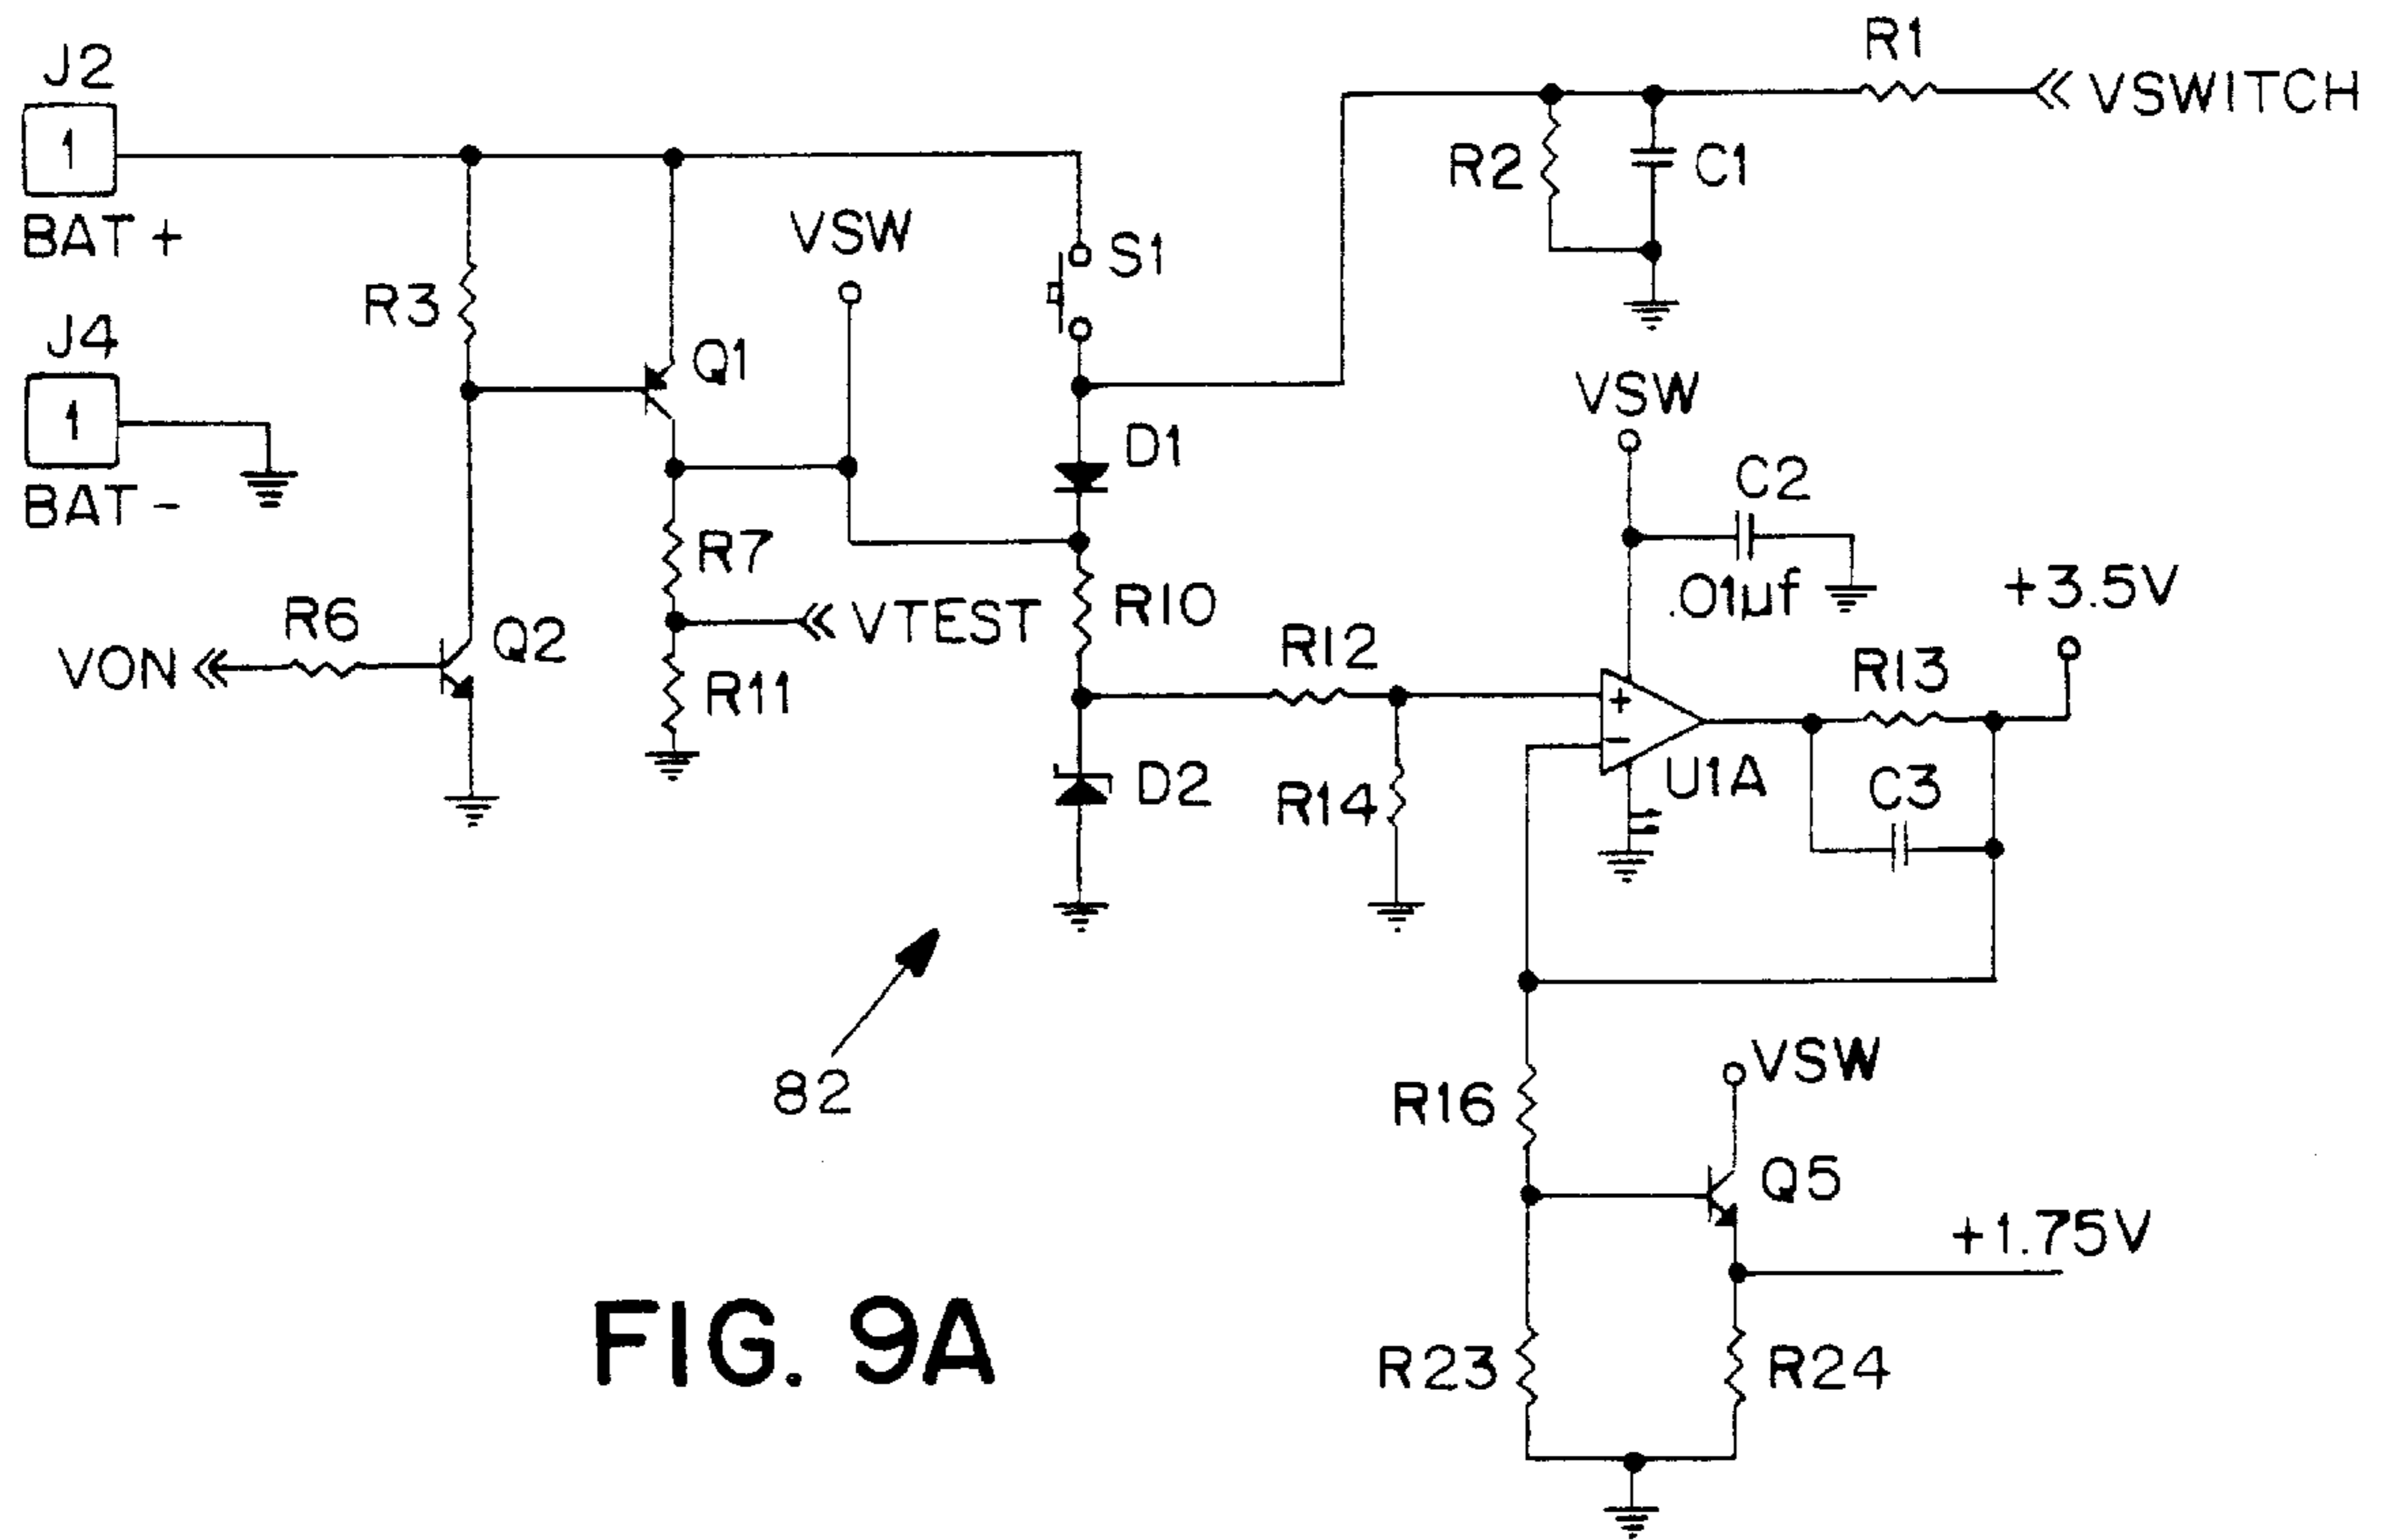 J2
1
BAT +
J4
1
BAT -
R3
Q1
VSW
S1
R1
VSWITCH
R2
C1
D1
VSW
C2
.01µf
+3.5V
R7
VTEST
R10
R6
VON
Q2
R11
R12
R13
+
-
U1A
C3
D2
R14
82
R16
VSW
Q5
+1.75V
R23
R24
FIG. 9A